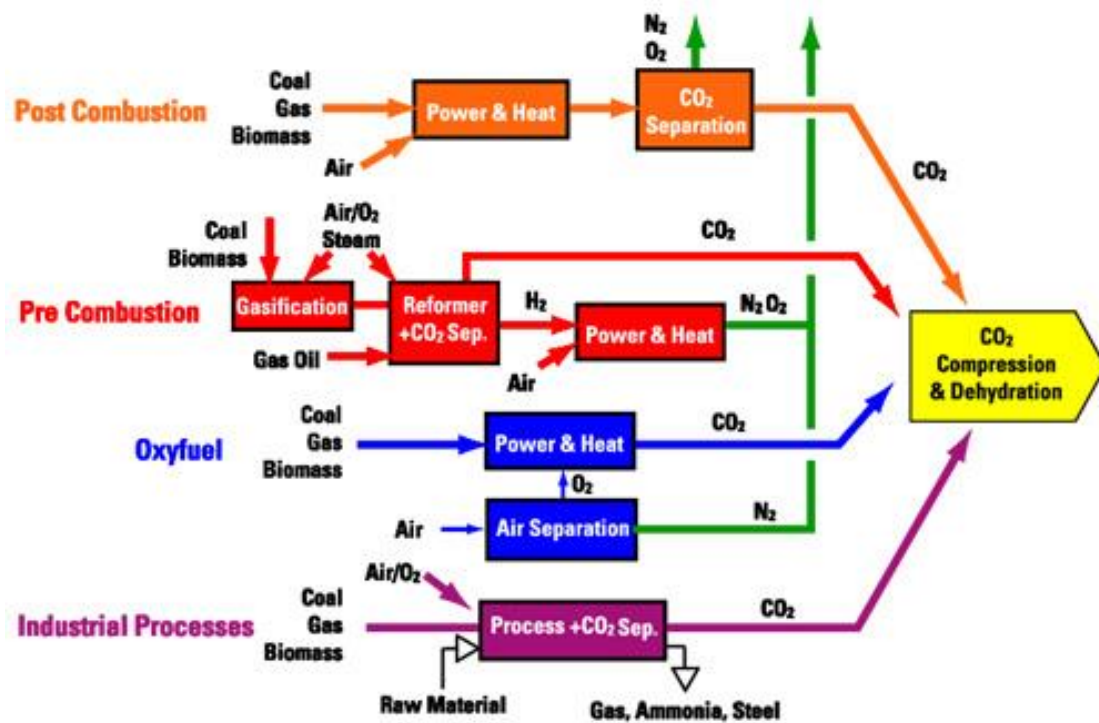 N₂
O₂
Coal
Gas
Biomass
Post Combustion
Power & Heat
CO₂
Separation
Air
CO₂
Air/O₂
Steam
Coal
Biomass
CO₂
Pre Combustion
Gasification
Reformer
+CO₂ Sep.
H₂
Power & Heat
N₂ O₂
Gas Oil
Air
CO₂
Compression
& Dehydration
Coal
Gas
Biomass
Oxyfuel
Power & Heat
CO₂
O₂
Air
Air Separation
N₂
Air/O₂
Coal
Gas
Biomass
Industrial Processes
Process +CO₂ Sep.
CO₂
Raw Material
Gas, Ammonia, Steel